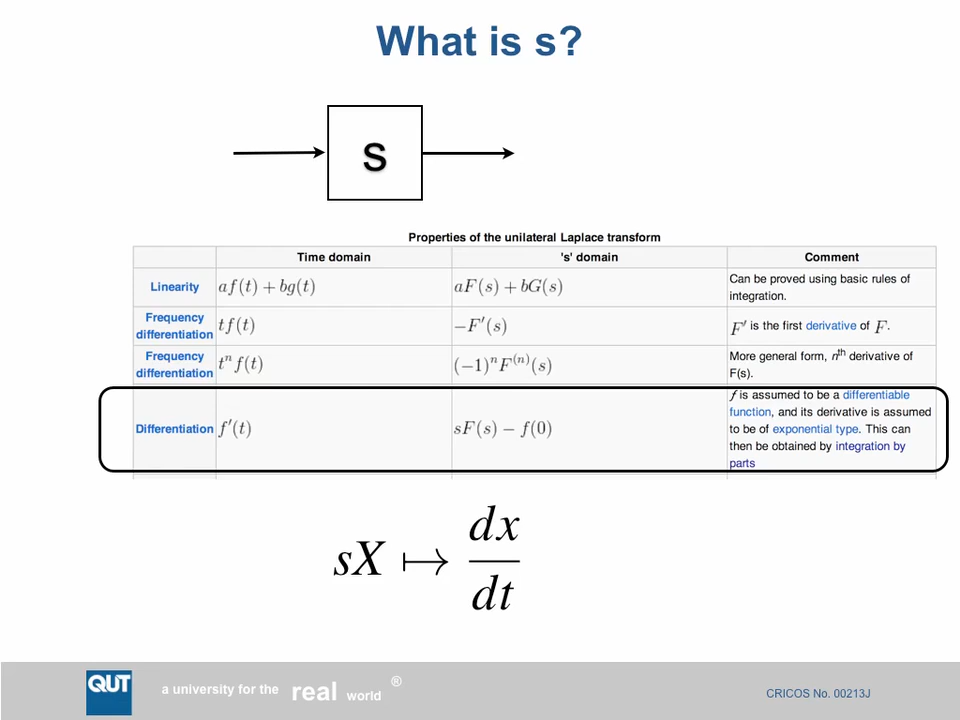 What is s?
s
Properties of the unilateral Laplace transform
Time domain 's' domain Comment
Linearity af(t) + bg(t) aF(s) + bG(s) Can be proved using basic rules of
integration.
Frequency
differentiation tf(t) −F′(s) F′ is the first derivative of F.
Frequency
differentiation tⁿf(t) (−1)ⁿF⁽ⁿ⁾(s) More general form, nth derivative of
F(s).
Differentiation f′(t) sF(s) − f(0) f is assumed to be a differentiable
function, and its derivative is assumed
to be of exponential type. This can
then be obtained by integration by
parts
sX ↦ dx/dt
QUT
a university for the real world ®
CRICOS No. 00213J